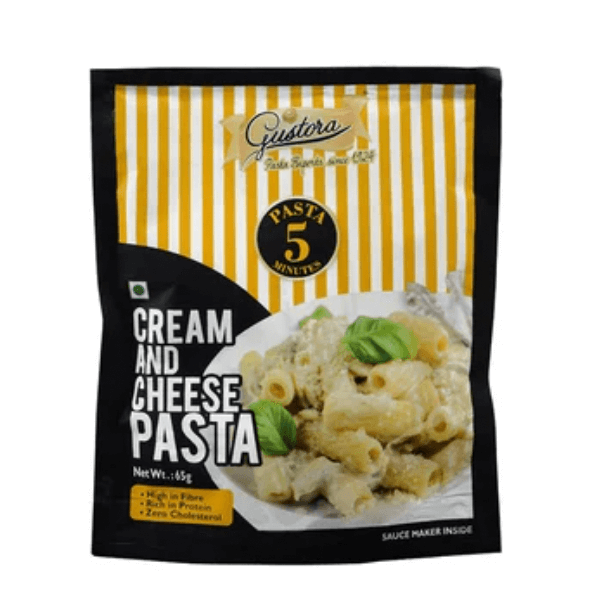 Gustora
Pasta Experts since 1924
PASTA
5
MINUTES
CREAM
AND
CHEESE
PASTA
Net Wt.: 65g
• High in Fibre
• Rich in Protein
• Zero Cholesterol
SAUCE MAKER INSIDE